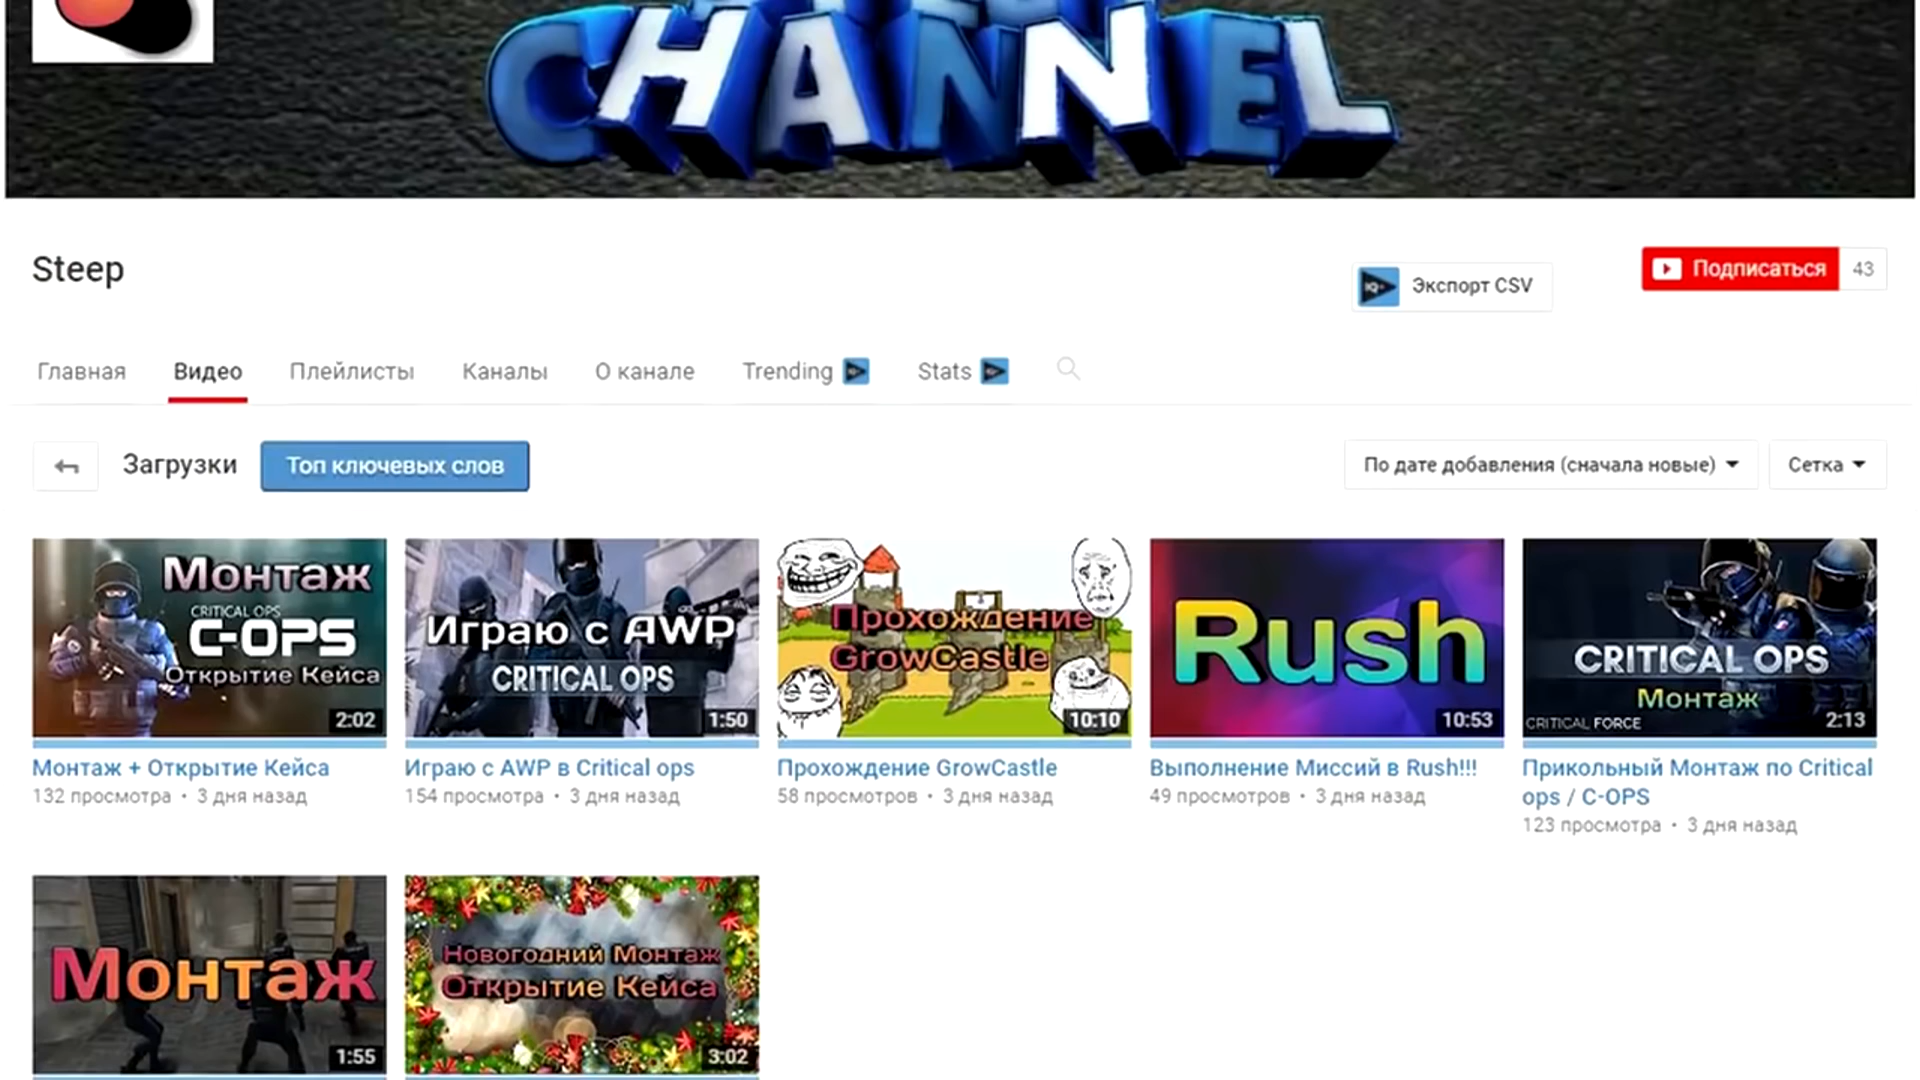 CHANNEL
Steep
Экспорт CSV
Подписаться 43
Главная Видео Плейлисты Каналы О канале Trending Stats
Загрузки Топ ключевых слов
По дате добавления (сначала новые) Сетка
Монтаж
CRITICAL OPS
C-OPS
Открытие Кейса
2:02
Играю с AWP
CRITICAL OPS
1:50
Прохождение
GrowCastle
10:10
Rush
10:53
CRITICAL OPS
Монтаж
CRITICAL FORCE
2:13
Монтаж + Открытие Кейса
132 просмотра • 3 дня назад
Играю с AWP в Critical ops
154 просмотра • 3 дня назад
Прохождение GrowCastle
58 просмотров • 3 дня назад
Выполнение Миссий в Rush!!!
49 просмотров • 3 дня назад
Прикольный Монтаж по Critical
ops / C-OPS
123 просмотра • 3 дня назад
Монтаж
1:55
Новогодний Монтаж
Открытие Кейса
3:02